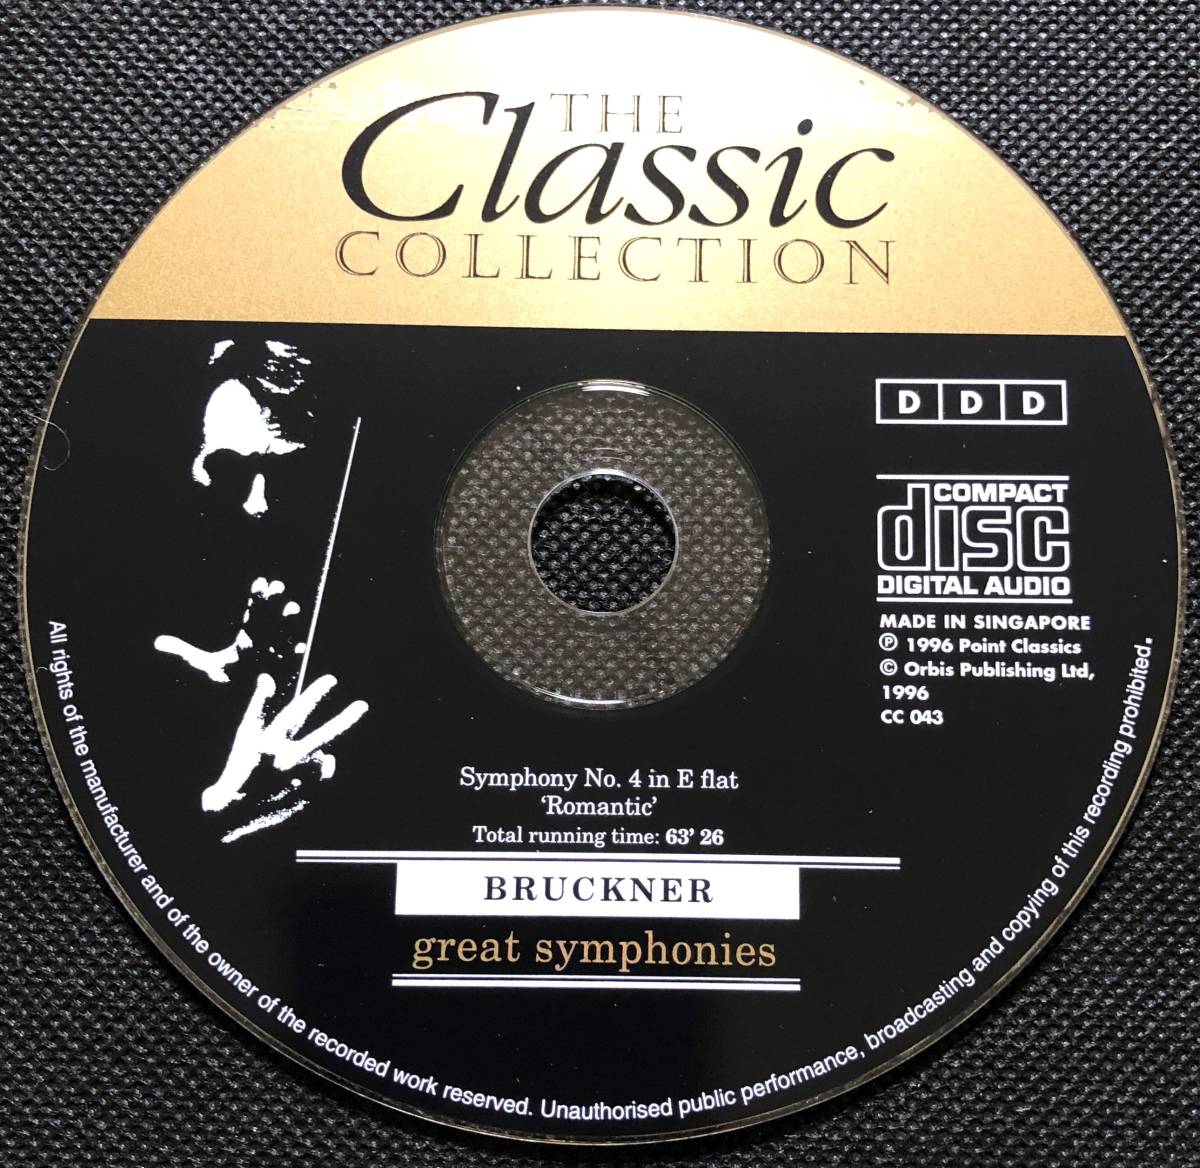 THE
Classic
COLLECTION
D D D
COMPACT
disc
DIGITAL AUDIO
MADE IN SINGAPORE
℗ 1996 Point Classics
© Orbis Publishing Ltd,
1996
CC 043
Symphony No. 4 in E flat
‘Romantic’
Total running time: 63’ 26
BRUCKNER
great symphonies
All rights of the manufacturer and of the owner of the recorded work reserved. Unauthorised public performance, broadcasting and copying of this recording prohibited.